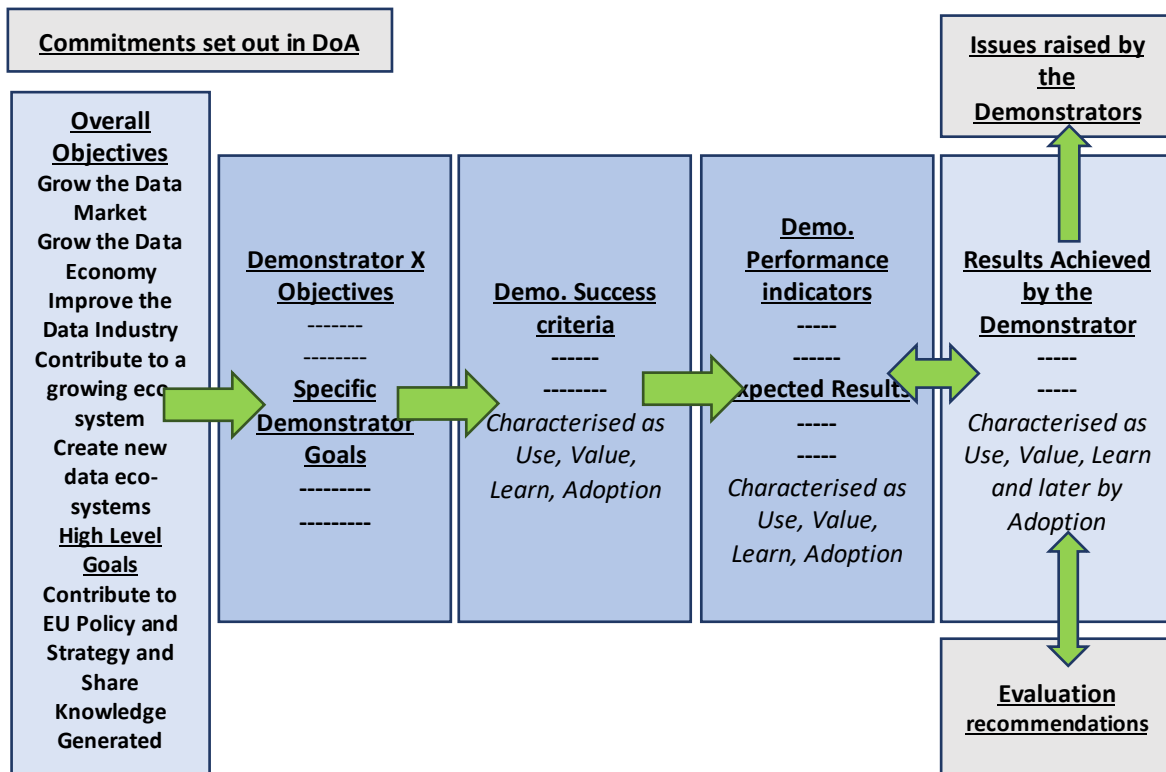 Commitments set out in DoA
Issues raised by
the
Demonstrators
Overall
Objectives
Grow the Data
Market
Grow the Data
Economy
Improve the
Data Industry
Contribute to a
growing eco
system
Create new
data eco-
systems
High Level
Goals
Contribute to
EU Policy and
Strategy and
Share
Knowledge
Generated
Demonstrator X
Objectives
-------
--------
Specific
Demonstrator
Goals
---------
---------
Demo. Success
criteria
------
--------
Characterised as
Use, Value,
Learn, Adoption
Demo.
Performance
indicators
-----
------
xpected Results
-----
-----
Characterised as
Use, Value,
Learn, Adoption
Results Achieved
by the
Demonstrator
-----
-----
Characterised as
Use, Value, Learn
and later by
Adoption
Evaluation
recommendations